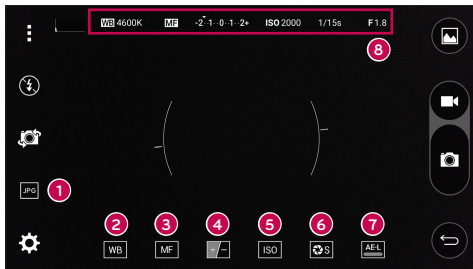 WB 4600K MF -2··1··0··1··2+ ISO 2000 1/15s F1.8
8
JPG 1
2 3 4 5 6 7
WB MF +/- ISO S AE-L